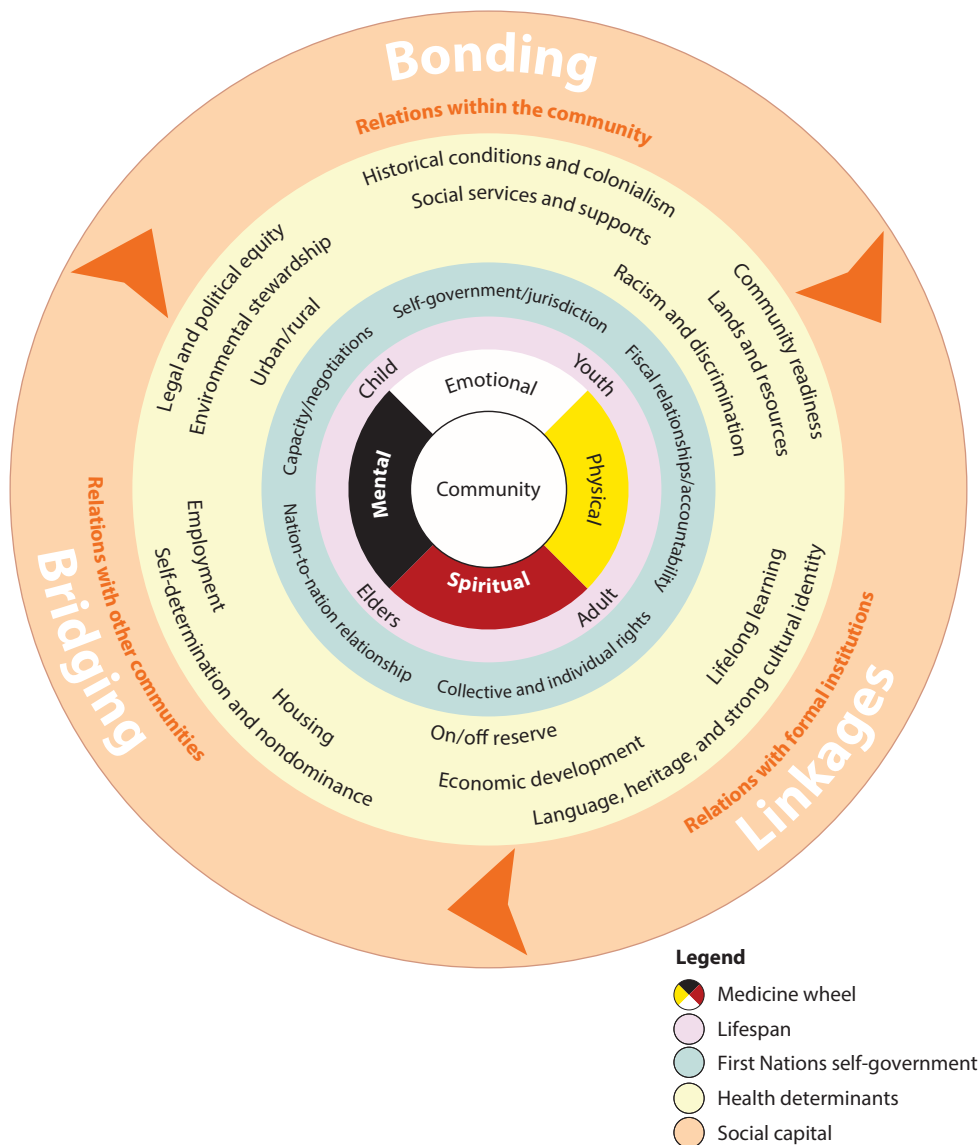 Bonding
Relations within the community
Historical conditions and colonialism
Social services and supports
Legal and political equity
Environmental stewardship
Urban/rural
Racism and discrimination
Lands and resources
Community readiness
Self-government/jurisdiction
Capacity/negotiations
Fiscal relationships/accountability
Child
Youth
Emotional
Mental
Community
Physical
Spiritual
Elders
Adult
Nation-to-nation relationship
Collective and individual rights
Employment
Self-determination and nondominance
Housing
On/off reserve
Economic development
Lifelong learning
Language, heritage, and strong cultural identity
Relations with other communities
Bridging
Relations with formal institutions
Linkages
Legend
Medicine wheel
Lifespan
First Nations self-government
Health determinants
Social capital